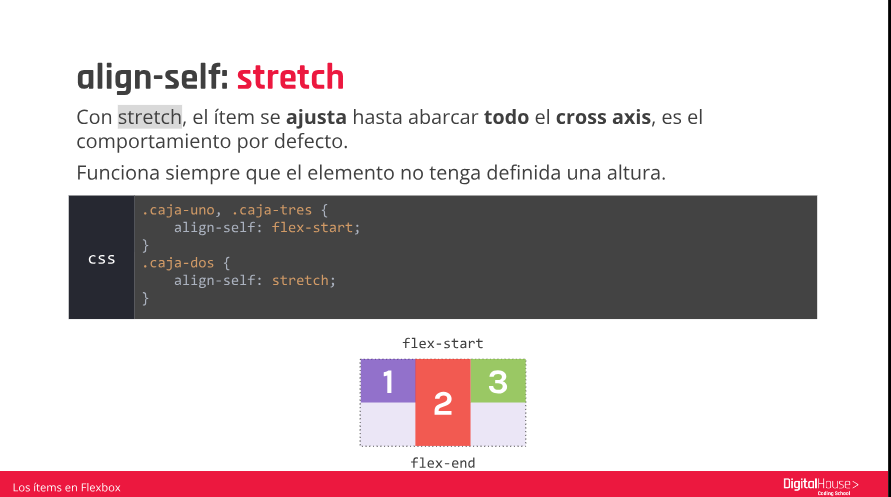 align-self: stretch
Con stretch, el ítem se ajusta hasta abarcar todo el cross axis, es el
comportamiento por defecto.
Funciona siempre que el elemento no tenga definida una altura.
css
.caja-uno, .caja-tres {
    align-self: flex-start;
}
.caja-dos {
    align-self: stretch;
}
flex-start
1 2 3
flex-end
Los ítems en Flexbox
DigitalHouse>
Coding School